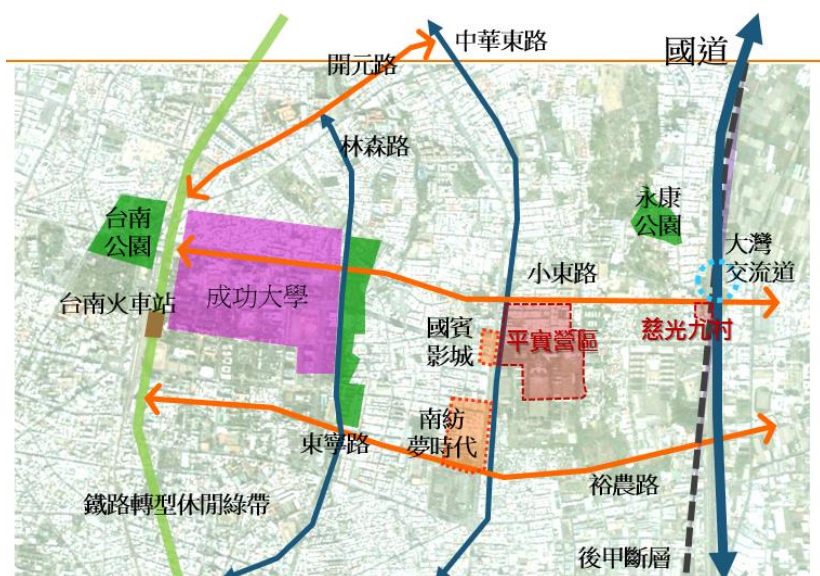 中華東路
國道
開元路
林森路
台南
公園
永康
公園
大灣
交流道
小東路
成功大學
台南火車站
國賓
影城
平實營區
慈光九村
南紡
夢時代
東寧路
裕農路
鐵路轉型休閒綠帶
後甲斷層